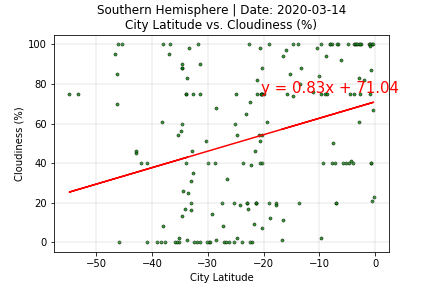 Southern Hemisphere | Date: 2020-03-14
City Latitude vs. Cloudiness (%)
100
80
60
40
20
0
Cloudiness (%)
y = 0.83x + 71.04
−50
−40
−30
−20
−10
0
City Latitude